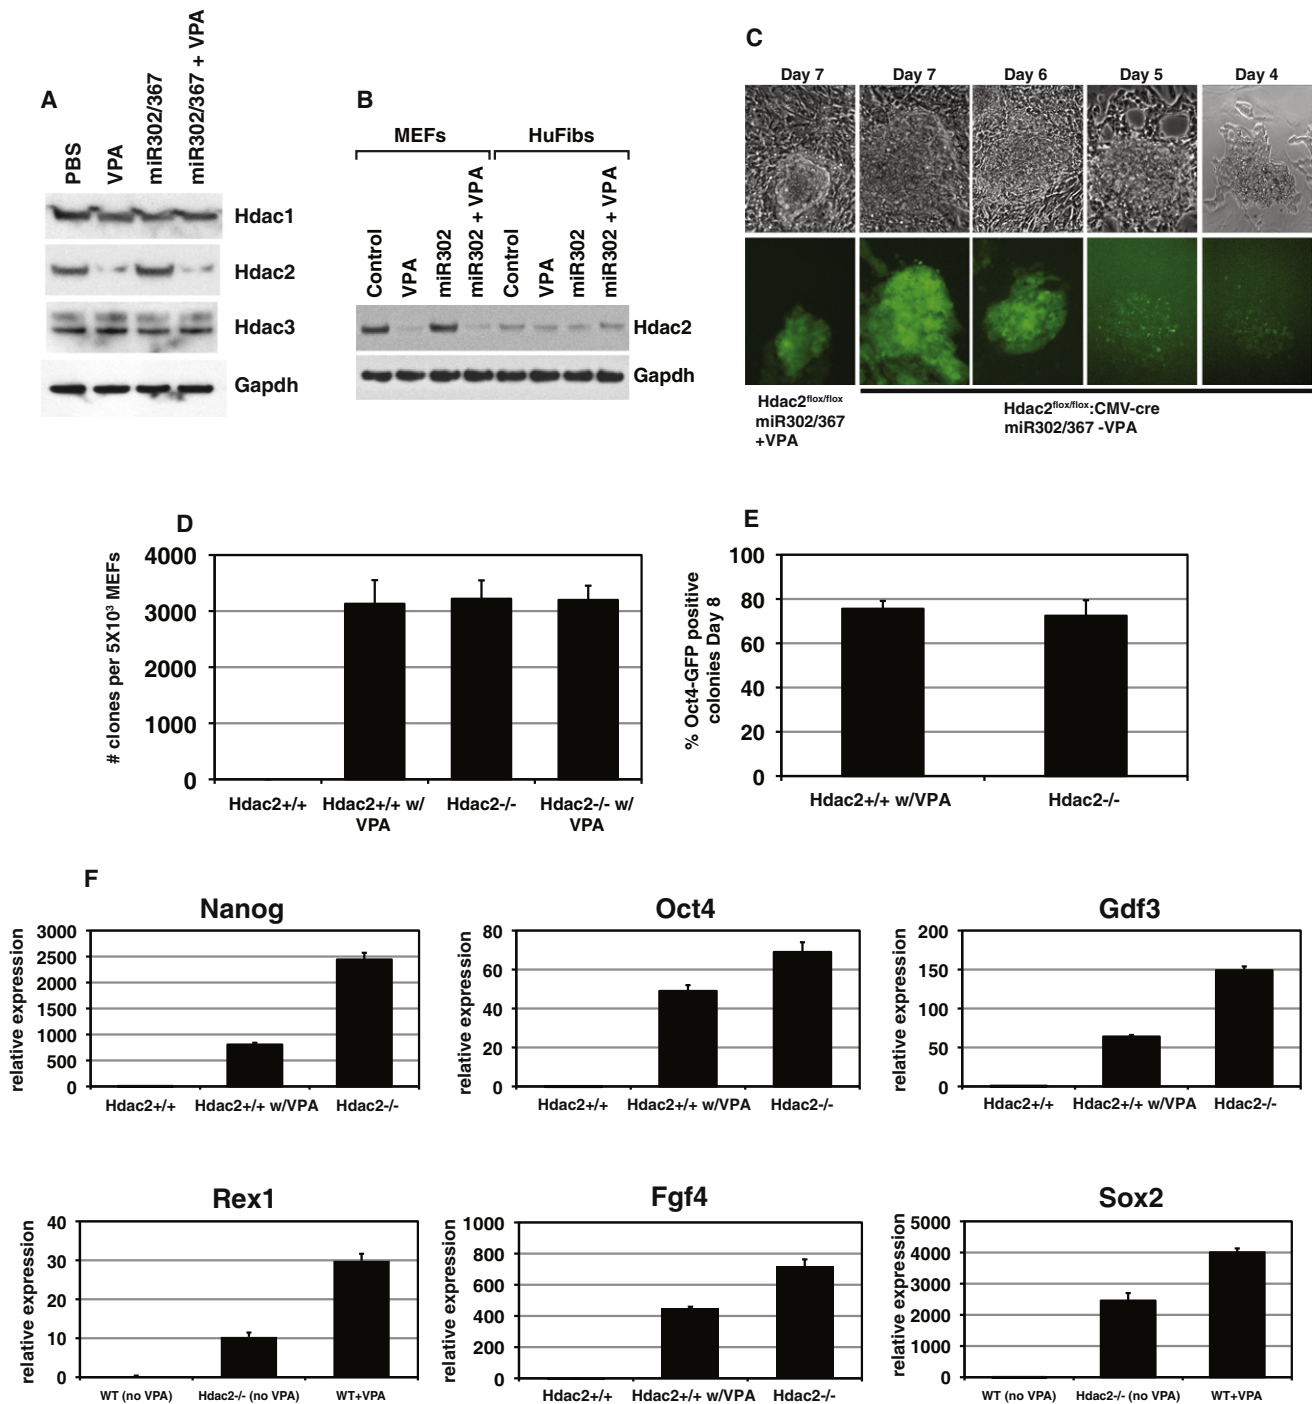 A
PBS
VPA
miR302/367
miR302/367 + VPA
Hdac1
Hdac2
Hdac3
Gapdh
B
MEFs
HuFibs
Control
VPA
miR302
miR302 + VPA
Control
VPA
miR302
miR302 + VPA
Hdac2
Gapdh
C
Day 7
Day 7
Day 6
Day 5
Day 4
Hdac2flox/flox
miR302/367
+VPA
Hdac2flox/flox:CMV-cre
miR302/367 -VPA
D
# clones per 5X10³ MEFs
4000
3000
2000
1000
0
Hdac2+/+
Hdac2+/+ w/
VPA
Hdac2-/-
Hdac2-/- w/
VPA
E
% Oct4-GFP positive
colonies Day 8
100
80
60
40
20
0
Hdac2+/+ w/VPA
Hdac2-/-
F
Nanog
relative expression
3000
2500
2000
1500
1000
500
0
Hdac2+/+
Hdac2+/+ w/VPA
Hdac2-/-
Oct4
relative expression
80
60
40
20
0
Hdac2+/+
Hdac2+/+ w/VPA
Hdac2-/-
Gdf3
relative expression
200
150
100
50
0
Hdac2+/+
Hdac2+/+ w/VPA
Hdac2-/-
Rex1
relative expression
40
30
20
10
0
WT (no VPA)
Hdac2-/- (no VPA)
WT+VPA
Fgf4
relative expression
1000
800
600
400
200
0
Hdac2+/+
Hdac2+/+ w/VPA
Hdac2-/-
Sox2
relative expression
5000
4000
3000
2000
1000
0
WT (no VPA)
Hdac2-/- (no VPA)
WT+VPA